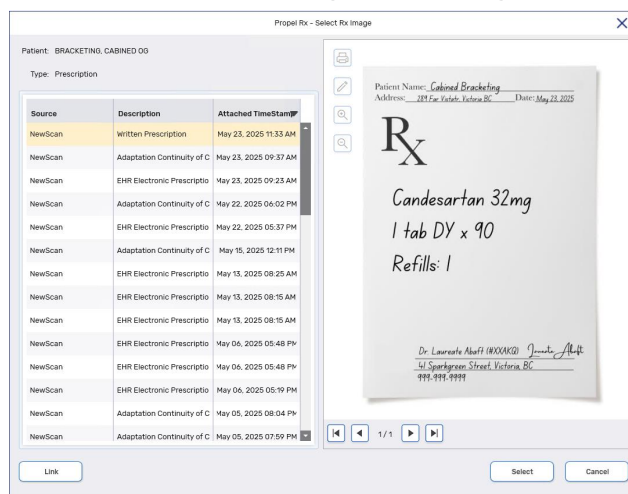 Propel Rx - Select Rx Image
Patient: BRACKETING, CABINED OG
Type: Prescription
Source Description Attached TimeStamp
NewScan Written Prescription May 23, 2025 11:33 AM
NewScan Adaptation Continuity of C May 23, 2025 09:37 AM
NewScan EHR Electronic Prescriptio May 23, 2025 09:23 AM
NewScan Adaptation Continuity of C May 22, 2025 06:02 PM
NewScan EHR Electronic Prescriptio May 22, 2025 05:37 PM
NewScan Adaptation Continuity of C May 15, 2025 12:11 PM
NewScan EHR Electronic Prescriptio May 13, 2025 08:25 AM
NewScan EHR Electronic Prescriptio May 13, 2025 08:15 AM
NewScan EHR Electronic Prescriptio May 13, 2025 08:15 AM
NewScan EHR Electronic Prescriptio May 06, 2025 05:48 PM
NewScan EHR Electronic Prescriptio May 06, 2025 05:48 PM
NewScan EHR Electronic Prescriptio May 06, 2025 05:19 PM
NewScan Adaptation Continuity of C May 05, 2025 08:04 PM
NewScan Adaptation Continuity of C May 05, 2025 07:59 PM
Link
Patient Name: Cabined Bracketing
Address: 289 Far Victoria BC Date: May 23, 2025
Rx
Candesartan 32mg
1 tab DY x 90
Refills: 1
Dr. Laureate Abaft (#XXAKQ) Laureate Abaft
41 Sparkgreen Street, Victoria, BC
999-999-9999
1/1
Select Cancel